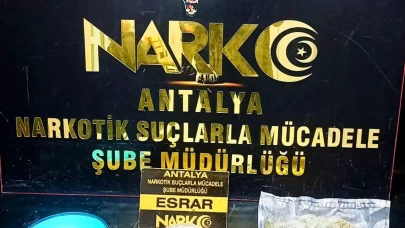 NARKO
ANTALYA
NARKOTİK SUÇLARLA MÜCADELE
ŞUBE MÜDÜRLÜĞÜ
ANTALYA
NARKOTİK SUÇLARLA MÜCADELE
ŞUBE MÜDÜRLÜĞÜ
ESRAR
NARKO